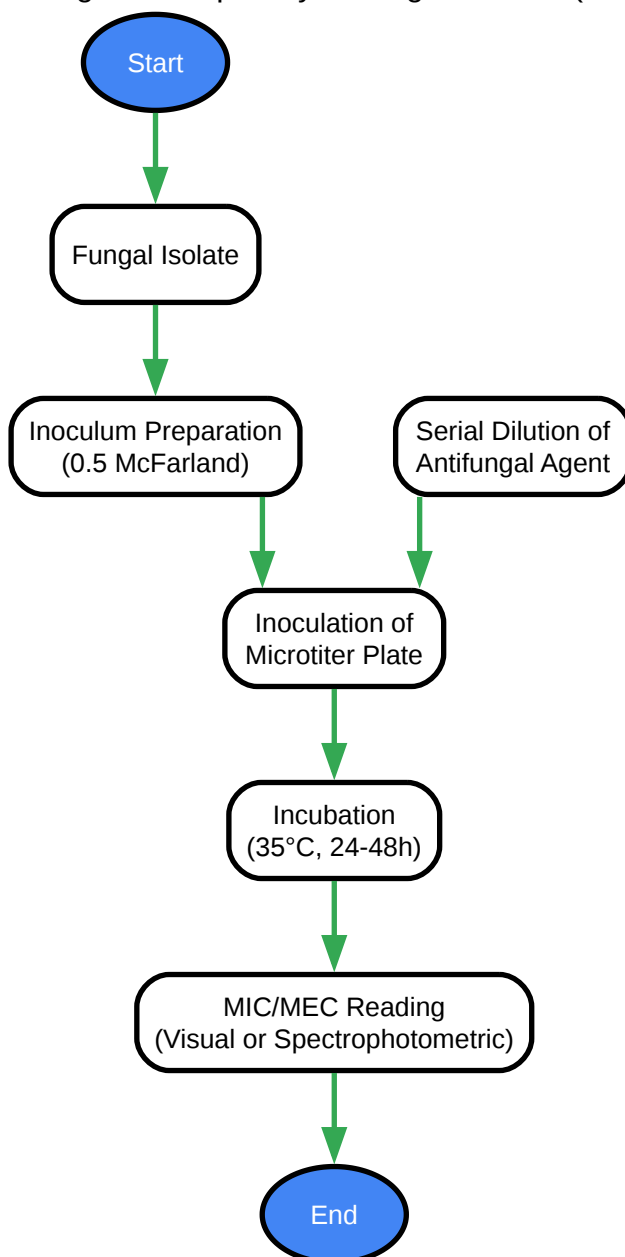 Start
Fungal Isolate
Inoculum Preparation
(0.5 McFarland)
Serial Dilution of
Antifungal Agent
Inoculation of
Microtiter Plate
Incubation
(35°C, 24-48h)
MIC/MEC Reading
(Visual or Spectrophotometric)
End